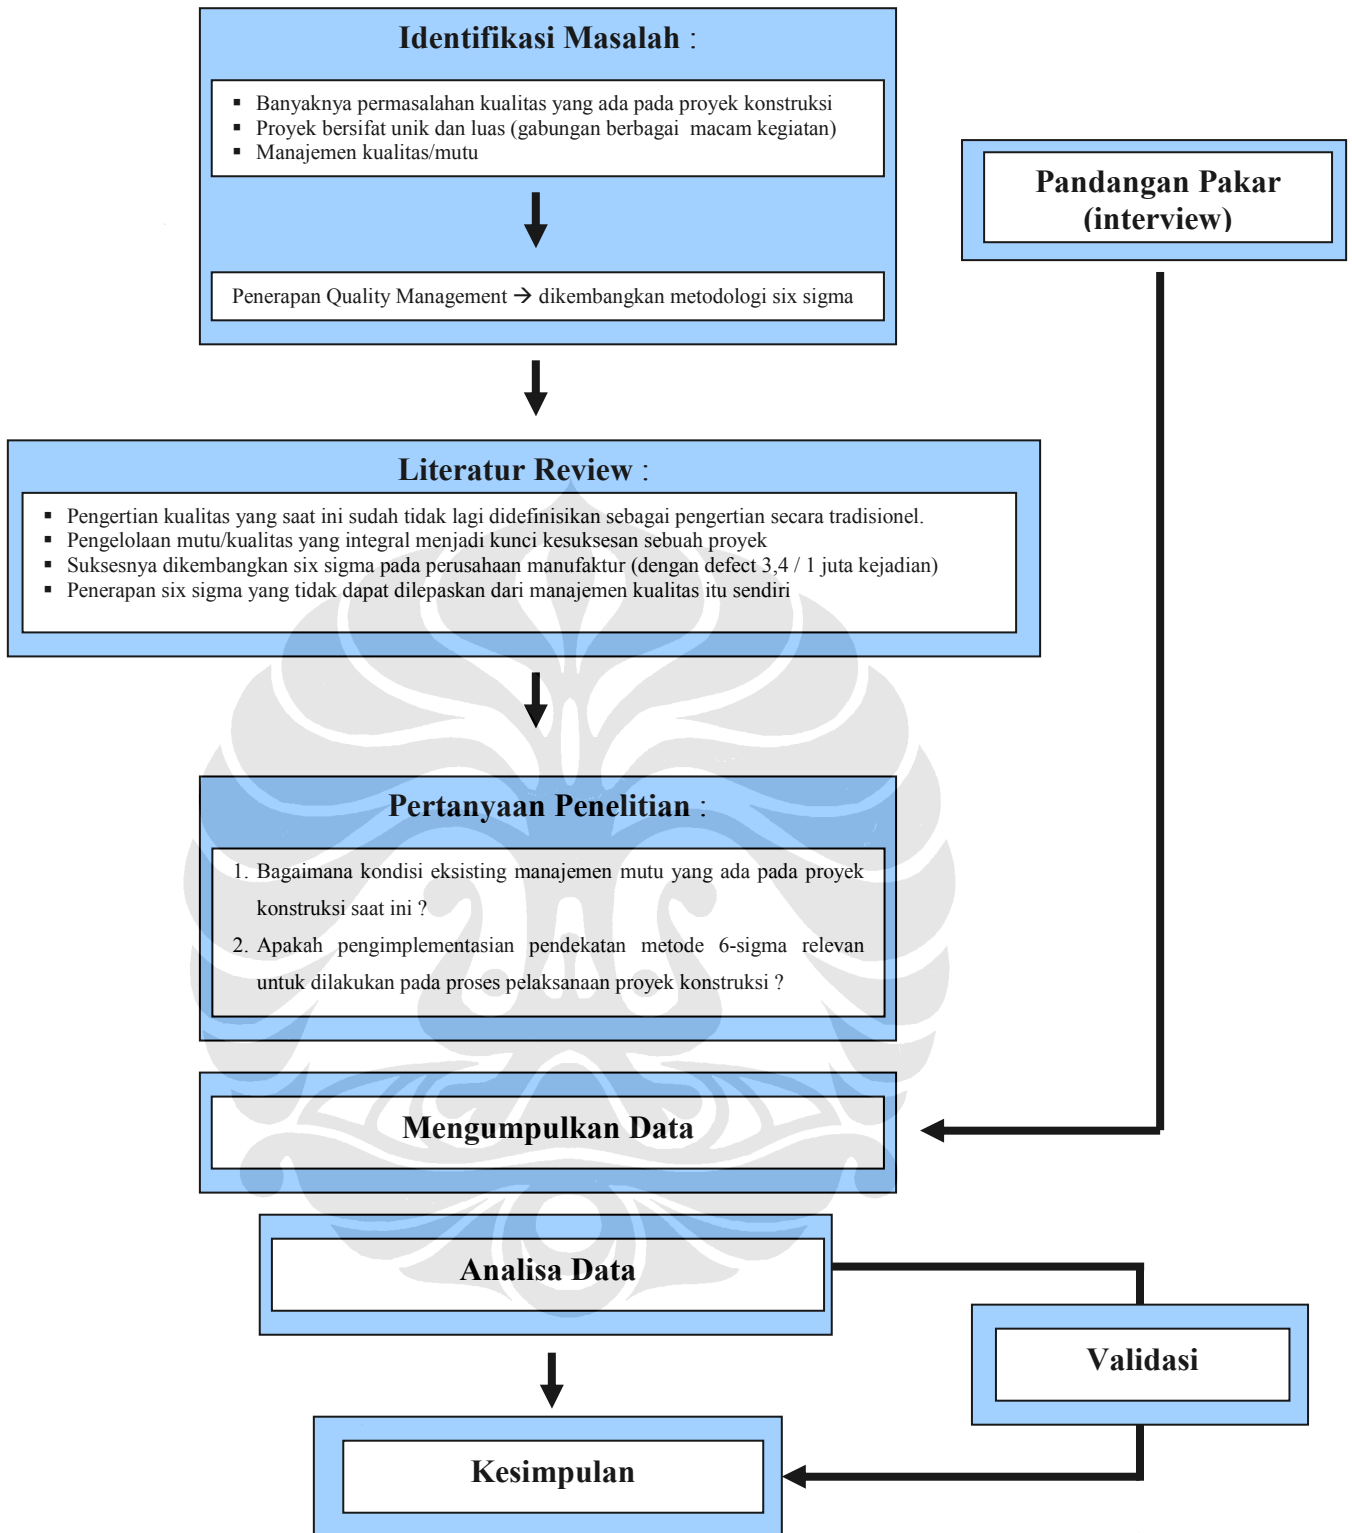 Identifikasi Masalah :
▪ Banyaknya permasalahan kualitas yang ada pada proyek konstruksi
▪ Proyek bersifat unik dan luas (gabungan berbagai macam kegiatan)
▪ Manajemen kualitas/mutu
Pandangan Pakar
(interview)
Penerapan Quality Management → dikembangkan metodologi six sigma
Literatur Review :
▪ Pengertian kualitas yang saat ini sudah tidak lagi didefinisikan sebagai pengertian secara tradisionel.
▪ Pengelolaan mutu/kualitas yang integral menjadi kunci kesuksesan sebuah proyek
▪ Suksesnya dikembangkan six sigma pada perusahaan manufaktur (dengan defect 3,4 / 1 juta kejadian)
▪ Penerapan six sigma yang tidak dapat dilepaskan dari manajemen kualitas itu sendiri
Pertanyaan Penelitian :
1. Bagaimana kondisi eksisting manajemen mutu yang ada pada proyek
konstruksi saat ini ?
2. Apakah pengimplementasian pendekatan metode 6-sigma relevan
untuk dilakukan pada proses pelaksanaan proyek konstruksi ?
Mengumpulkan Data
Analisa Data
Validasi
Kesimpulan